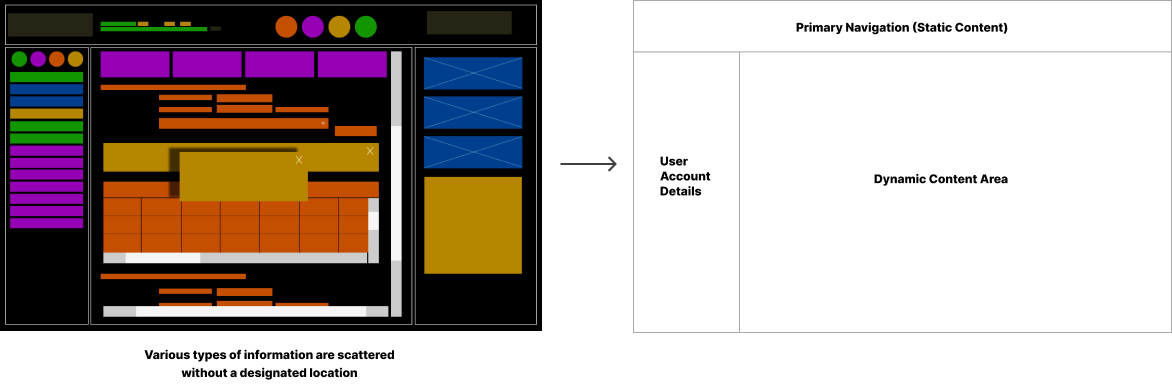 Primary Navigation (Static Content)
X
X
User
Account
Details
Dynamic Content Area
Various types of information are scattered
without a designated location